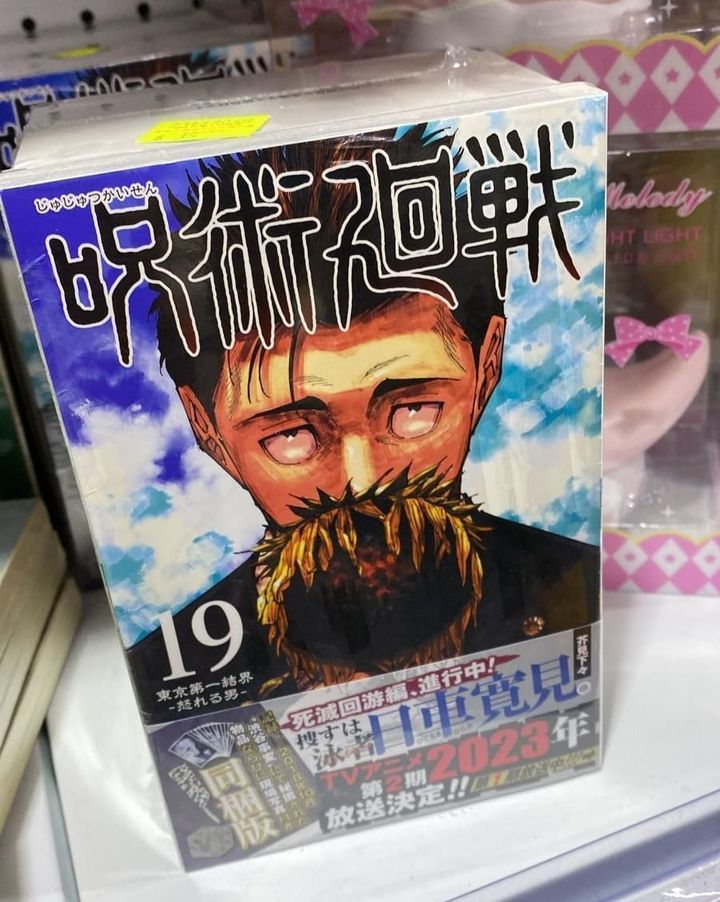 じゅじゅつかいせん
呪術廻戦
19
東京第一結界
-怒れる男-
芥見下々
死滅回游編、進行中!
捜すは
泳者
日車寛見。
TVアニメ
第2期
2023年
放送決定!!
同梱版
Melody
HT LIGHT